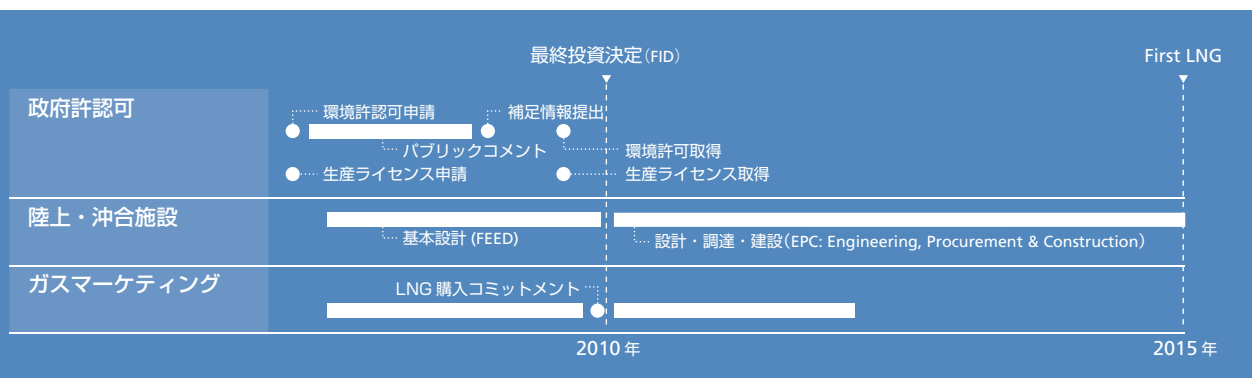 最終投資決定（FID）
First LNG
政府許認可
環境許認可申請
補足情報提出
パブリックコメント
環境許可取得
生産ライセンス申請
生産ライセンス取得
陸上・沖合施設
基本設計 (FEED)
設計・調達・建設（EPC: Engineering, Procurement & Construction）
ガスマーケティング
LNG 購入コミットメント
2010 年
2015 年